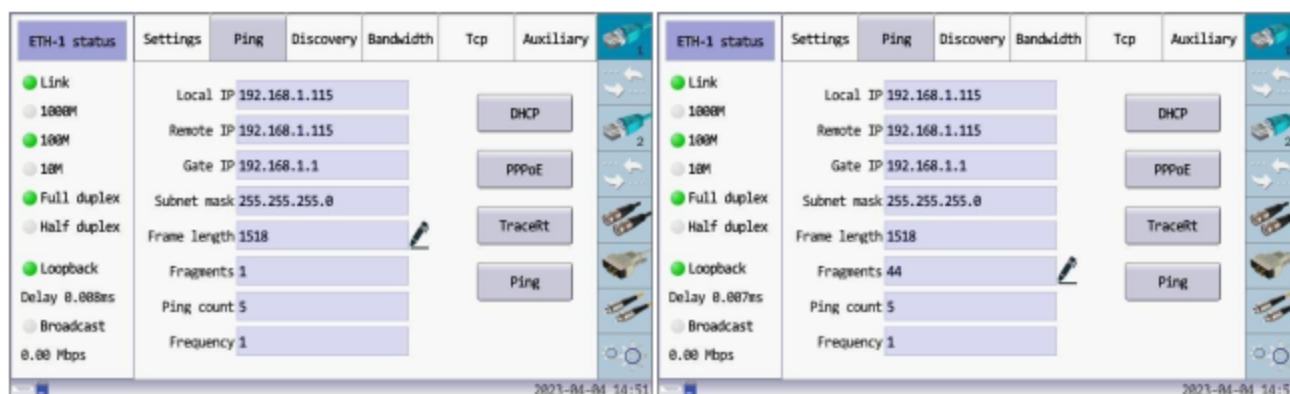 ETH-1 status
Settings Ping Discovery Bandwidth Tcp Auxiliary
Link
1000M
100M
10M
Full duplex
Half duplex
Loopback
Delay 0.008ms
Broadcast
0.00 Mbps
Local IP 192.168.1.115
Remote IP 192.168.1.115
Gate IP 192.168.1.1
Subnet mask 255.255.255.0
Frame length 1518
Fragments 1
Ping count 5
Frequency 1
DHCP
PPPoE
TraceRt
Ping
1
2
2023-04-04 14:51
ETH-1 status
Settings Ping Discovery Bandwidth Tcp Auxiliary
Link
1000M
100M
10M
Full duplex
Half duplex
Loopback
Delay 0.007ms
Broadcast
0.00 Mbps
Local IP 192.168.1.115
Remote IP 192.168.1.115
Gate IP 192.168.1.1
Subnet mask 255.255.255.0
Frame length 1518
Fragments 44
Ping count 5
Frequency 1
DHCP
PPPoE
TraceRt
Ping
2023-04-04